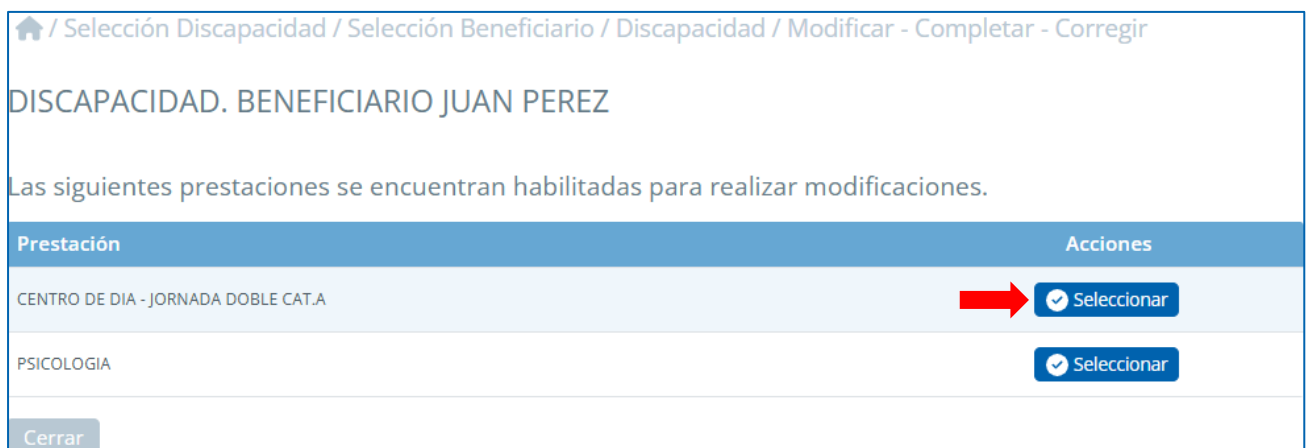 / Selección Discapacidad / Selección Beneficiario / Discapacidad / Modificar - Completar - Corregir
DISCAPACIDAD. BENEFICIARIO JUAN PEREZ
Las siguientes prestaciones se encuentran habilitadas para realizar modificaciones.
Prestación Acciones
CENTRO DE DIA - JORNADA DOBLE CAT.A Seleccionar
PSICOLOGIA Seleccionar
Cerrar